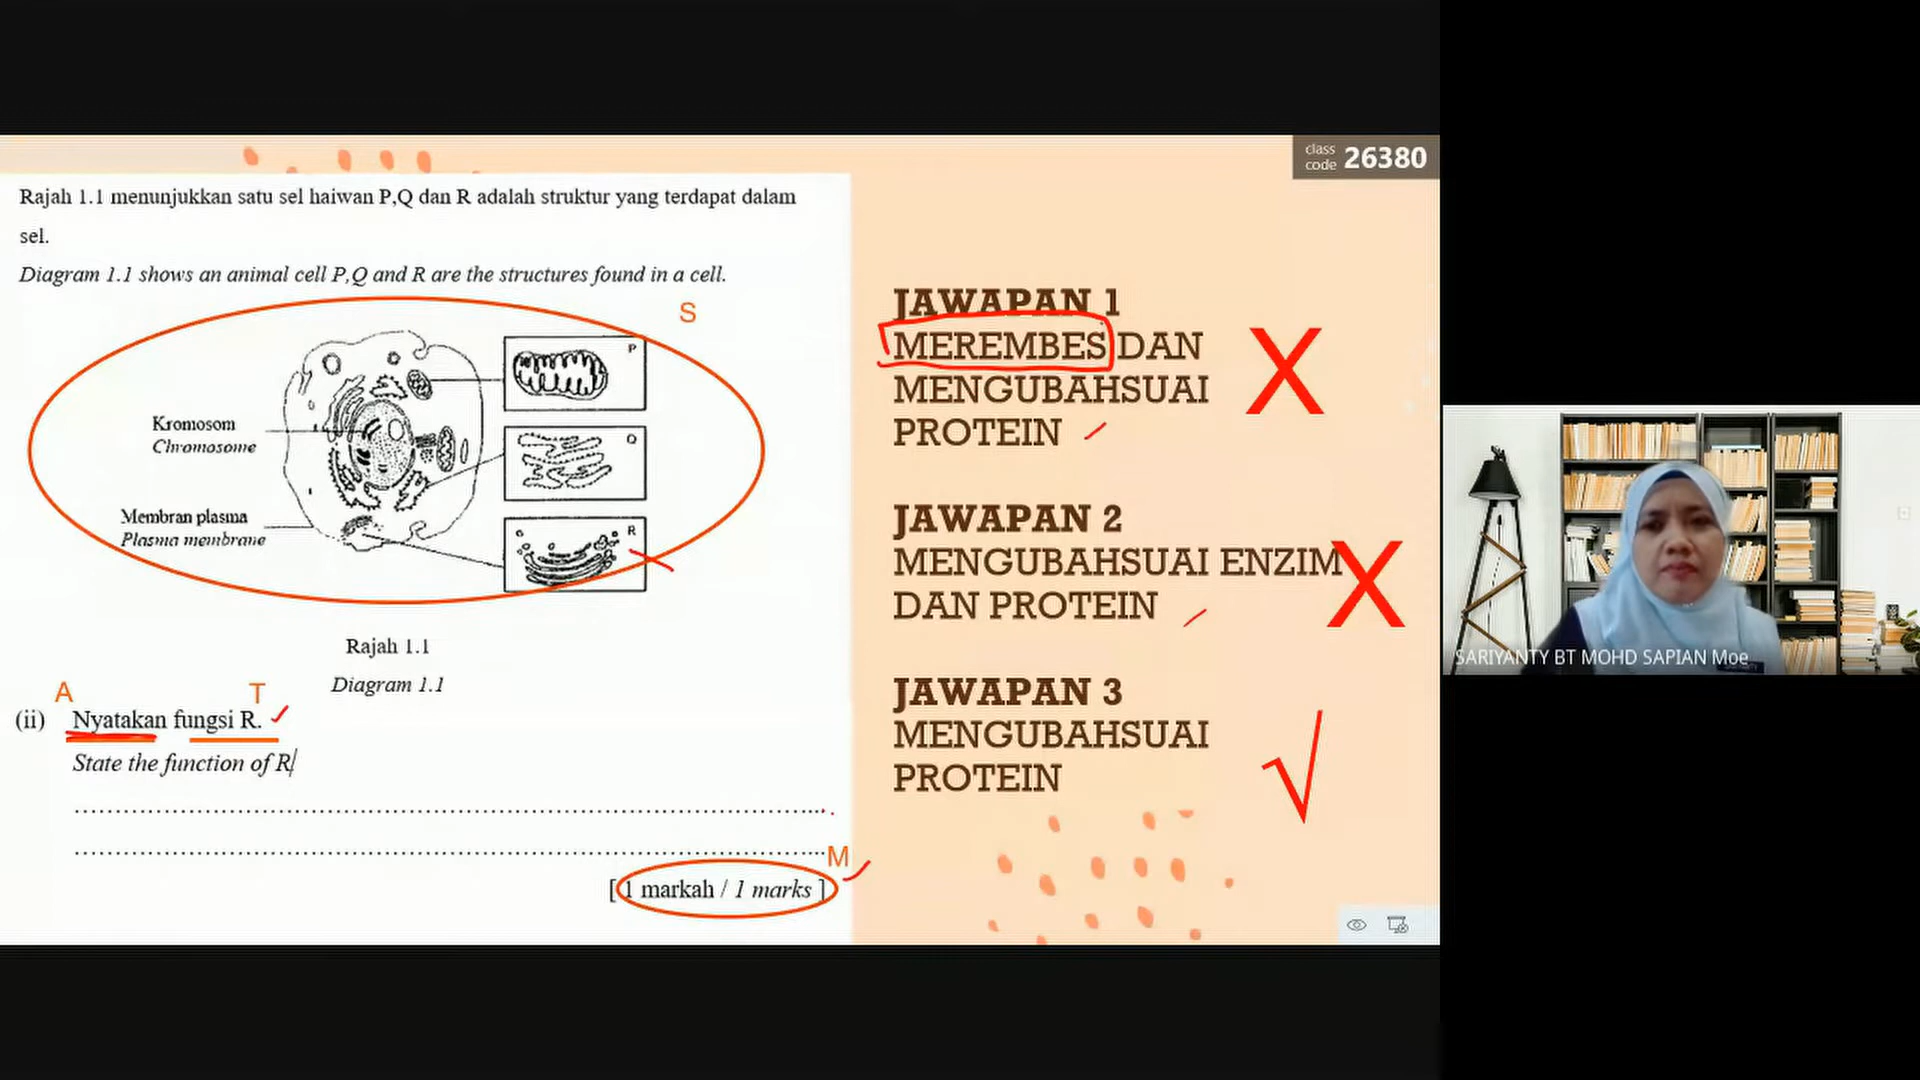 class
code 26380
Rajah 1.1 menunjukkan satu sel haiwan P,Q dan R adalah struktur yang terdapat dalam
sel.
Diagram 1.1 shows an animal cell P,Q and R are the structures found in a cell.
S
P
Kromosom
Chromosome
Q
Membran plasma
Plasma membrane
R
Rajah 1.1
Diagram 1.1
A T
(ii) Nyatakan fungsi R.
State the function of R
M
[ 1 markah / 1 marks ]
JAWAPAN 1
MEREMBES DAN
MENGUBAHSUAI
PROTEIN
X
JAWAPAN 2
MENGUBAHSUAI ENZIM
DAN PROTEIN
X
JAWAPAN 3
MENGUBAHSUAI
PROTEIN
√
SARIYANTY BT MOHD SAPIAN Moe